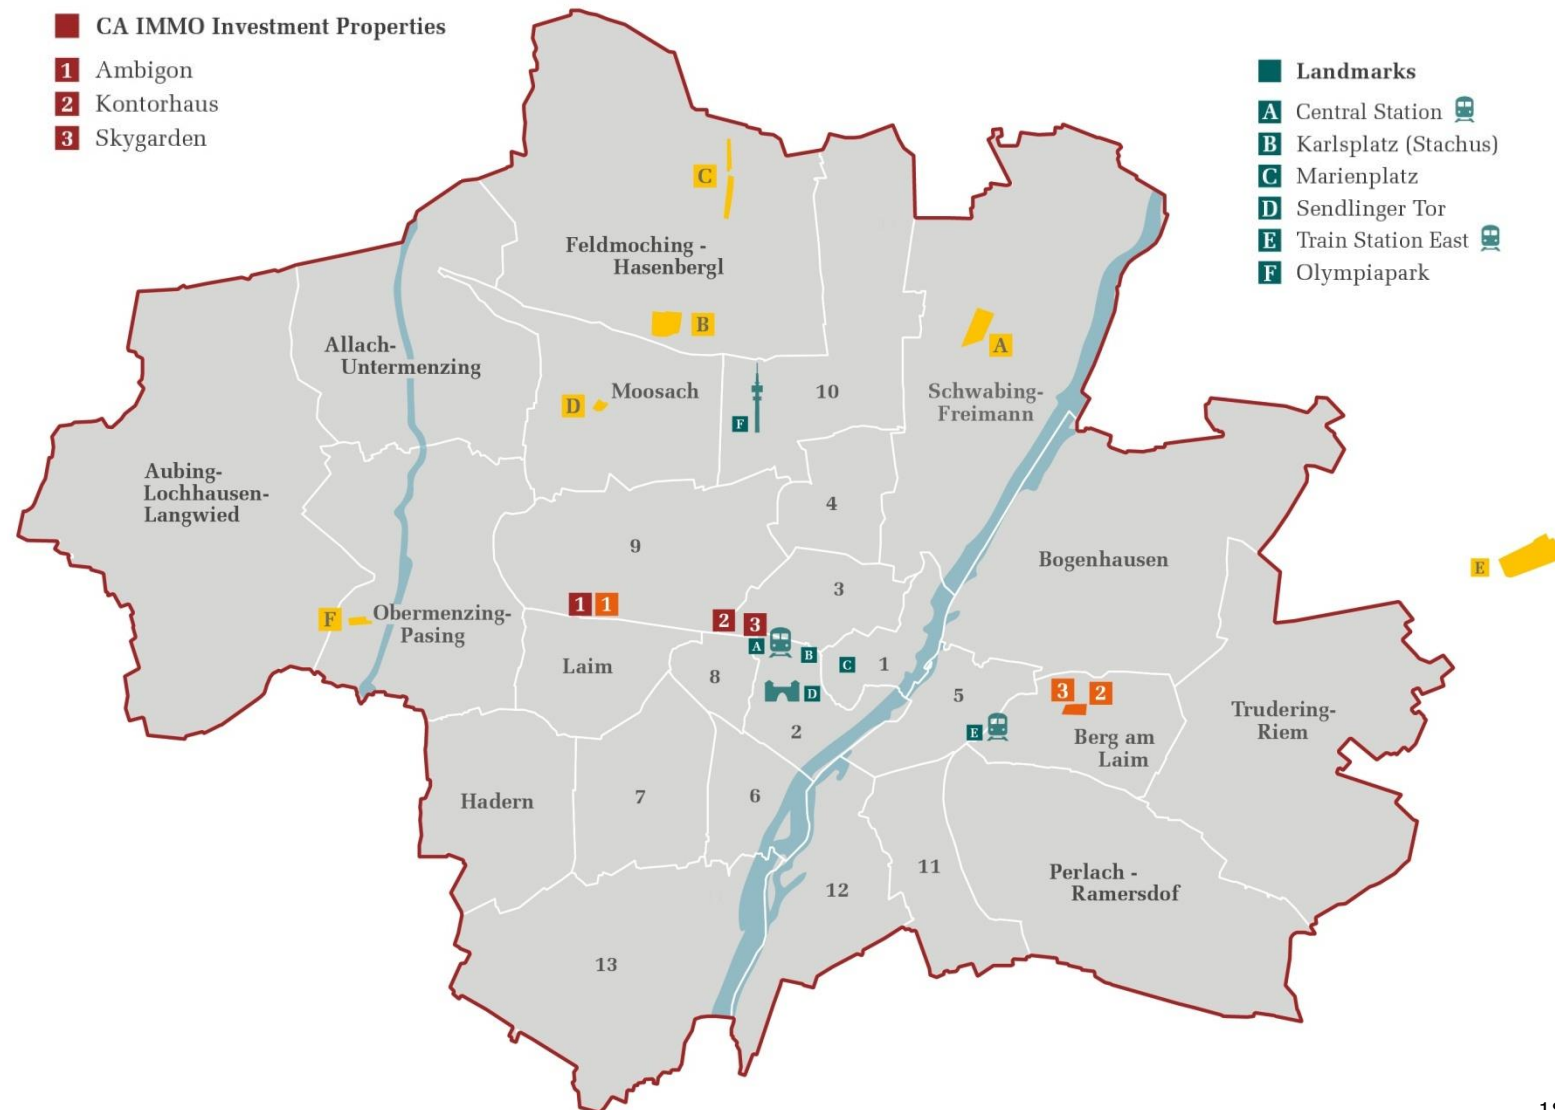 CA IMMO Investment Properties
1 Ambigon
2 Kontorhaus
3 Skygarden
Landmarks
A Central Station
B Karlsplatz (Stachus)
C Marienplatz
D Sendlinger Tor
E Train Station East
F Olympiapark
C
Feldmoching -
Hasenbergl
B
A
Allach-
Untermenzing
D
Moosach
F
10
Schwabing-
Freimann
Aubing-
Lochhausen-
Langwied
4
9
Bogenhausen
E
3
1 1
F
Obermenzing-
Pasing
2 3
A
B
C
1
Laim
8
D
5
3 2
2
E
Berg am
Laim
Trudering-
Riem
Hadern
7
6
11
12
Perlach -
Ramersdof
13